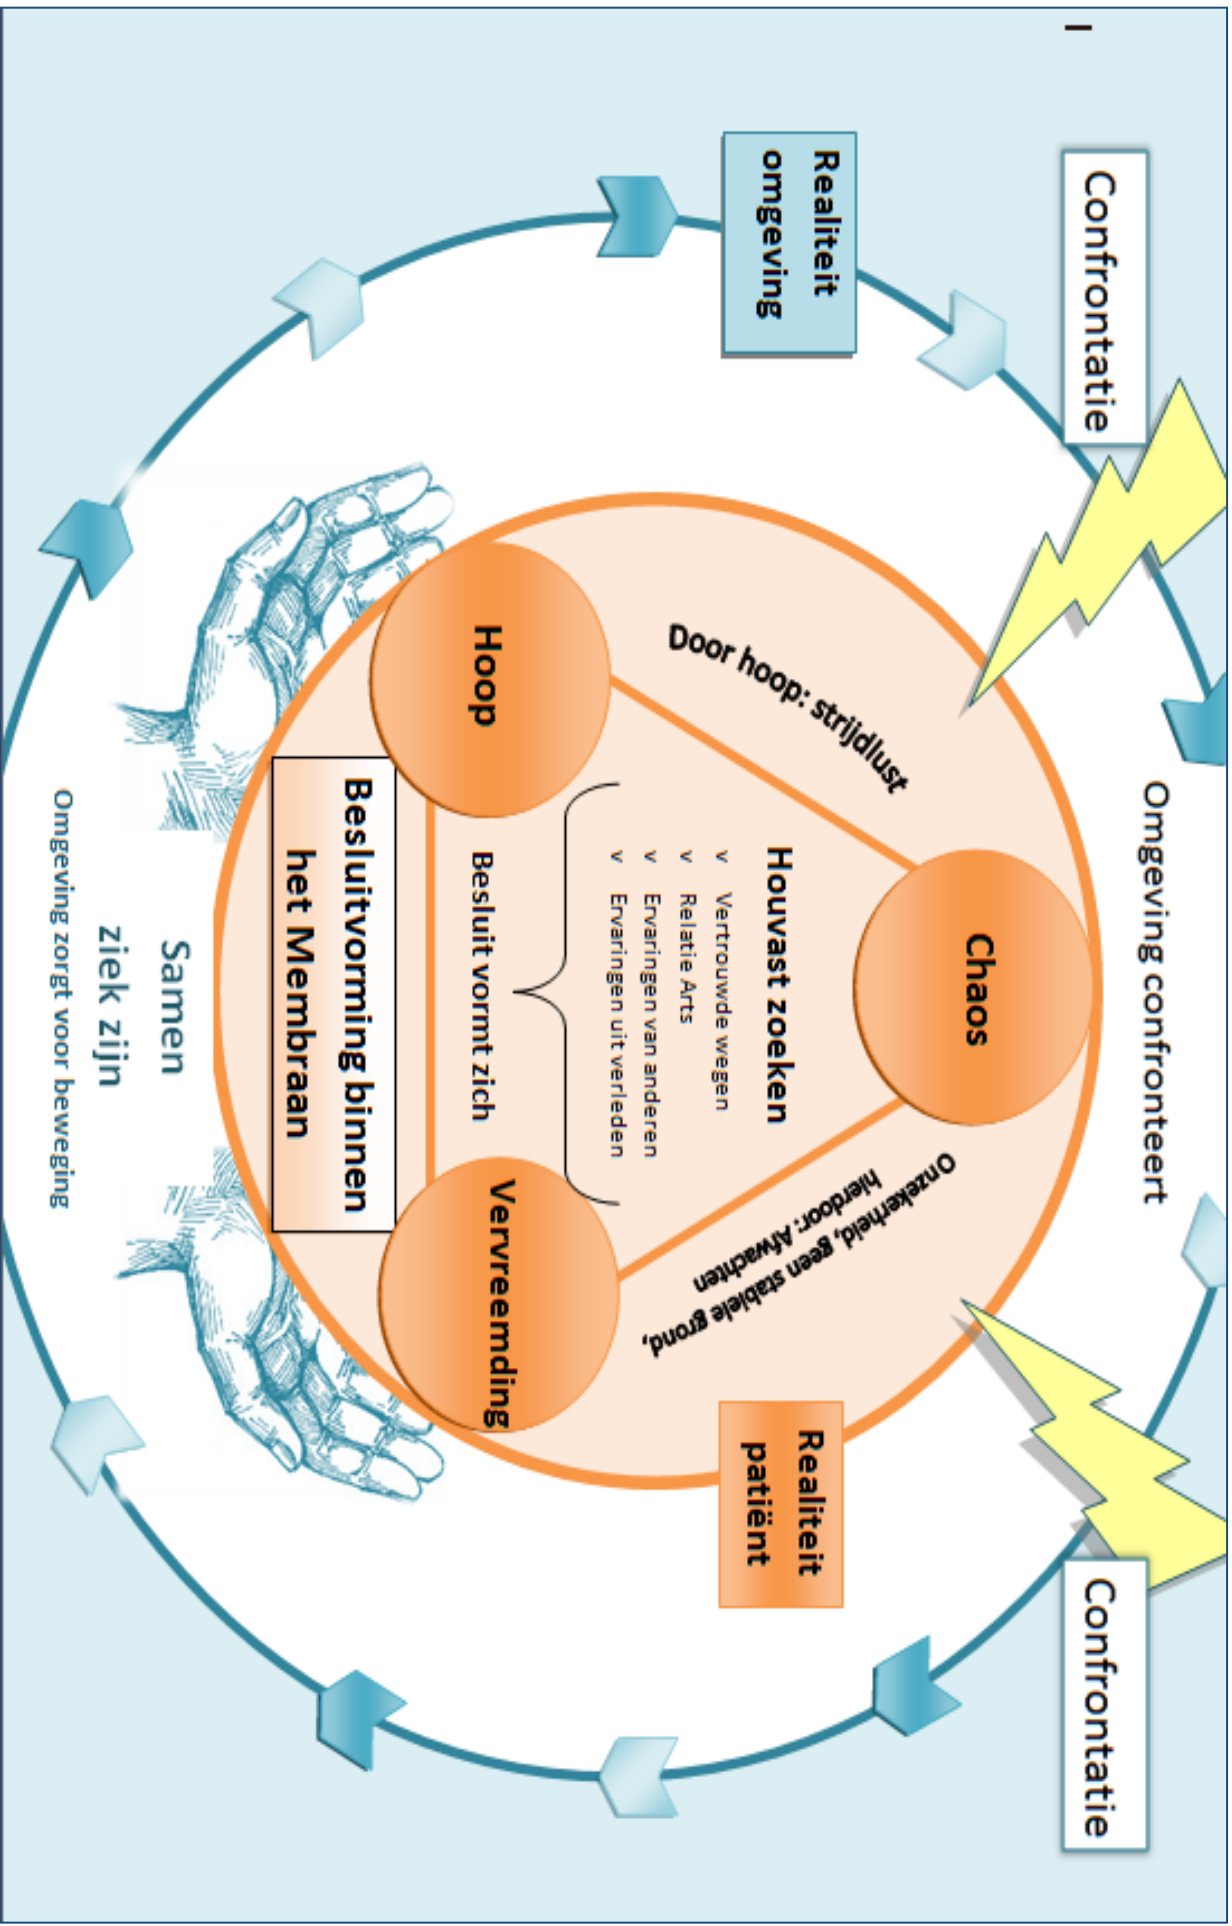 Confrontatie
Confrontatie
Omgeving confronteert
Chaos
Realiteit
omgeving
Realiteit
patiënt
Door hoop: strijdlust
Onzekerheid, geen stabiele grond,
hierdoor: Afwachten
Houvast zoeken
v Vertrouwde wegen
v Relatie Arts
v Ervaringen van anderen
v Ervaringen uit verleden
Hoop
Besluit vormt zich
Vervreemding
Besluitvorming binnen
het Membraan
Samen
ziek zijn
Omgeving zorgt voor beweging